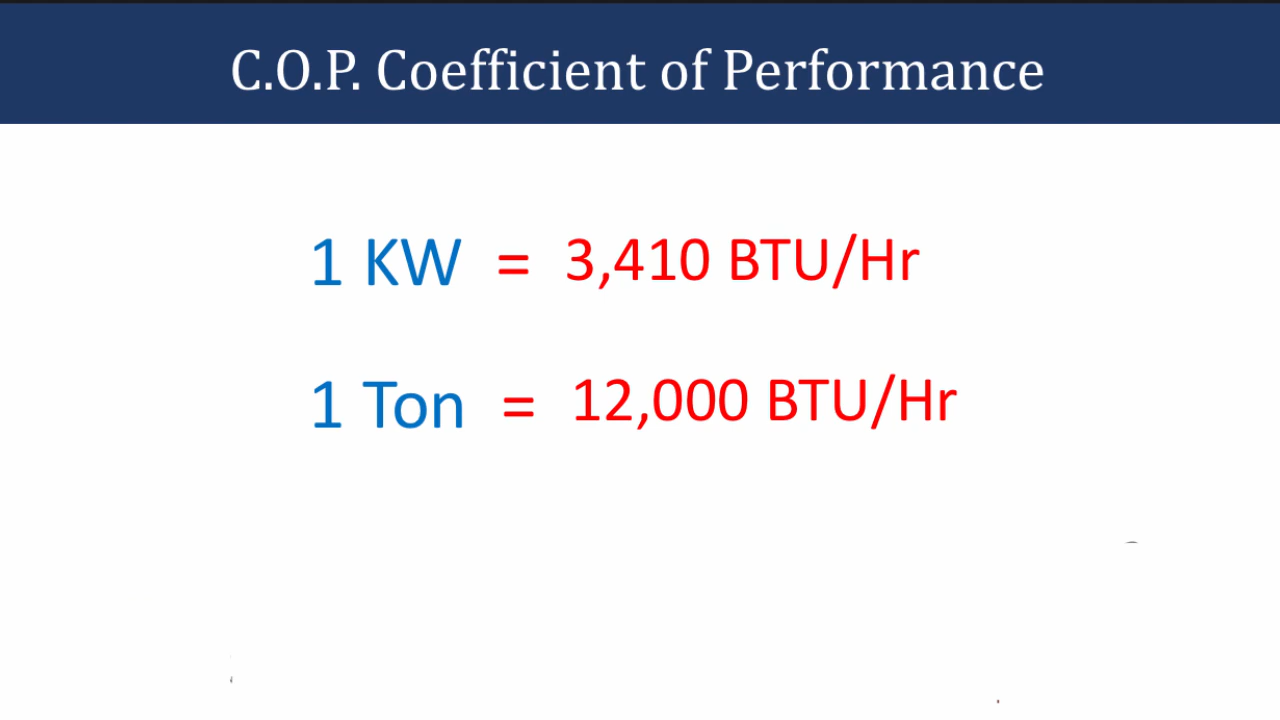 C.O.P. Coefficient of Performance
1 KW = 3,410 BTU/Hr
1 Ton = 12,000 BTU/Hr